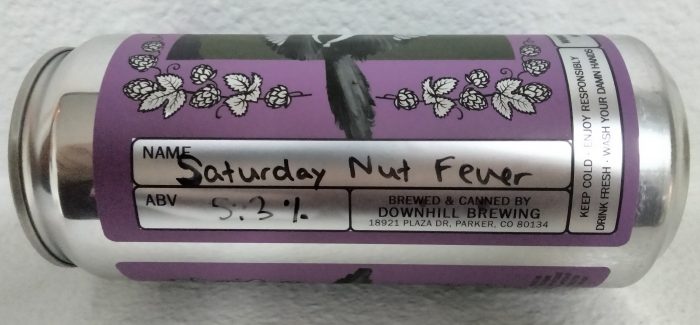 NAME
Saturday Nut Fever
ABV
5.3%
BREWED & CANNED BY
DOWNHILL BREWING
18921 PLAZA DR, PARKER, CO 80134
KEEP COLD · ENJOY RESPONSIBLY
DRINK FRESH · WASH YOUR DAMN HANDS